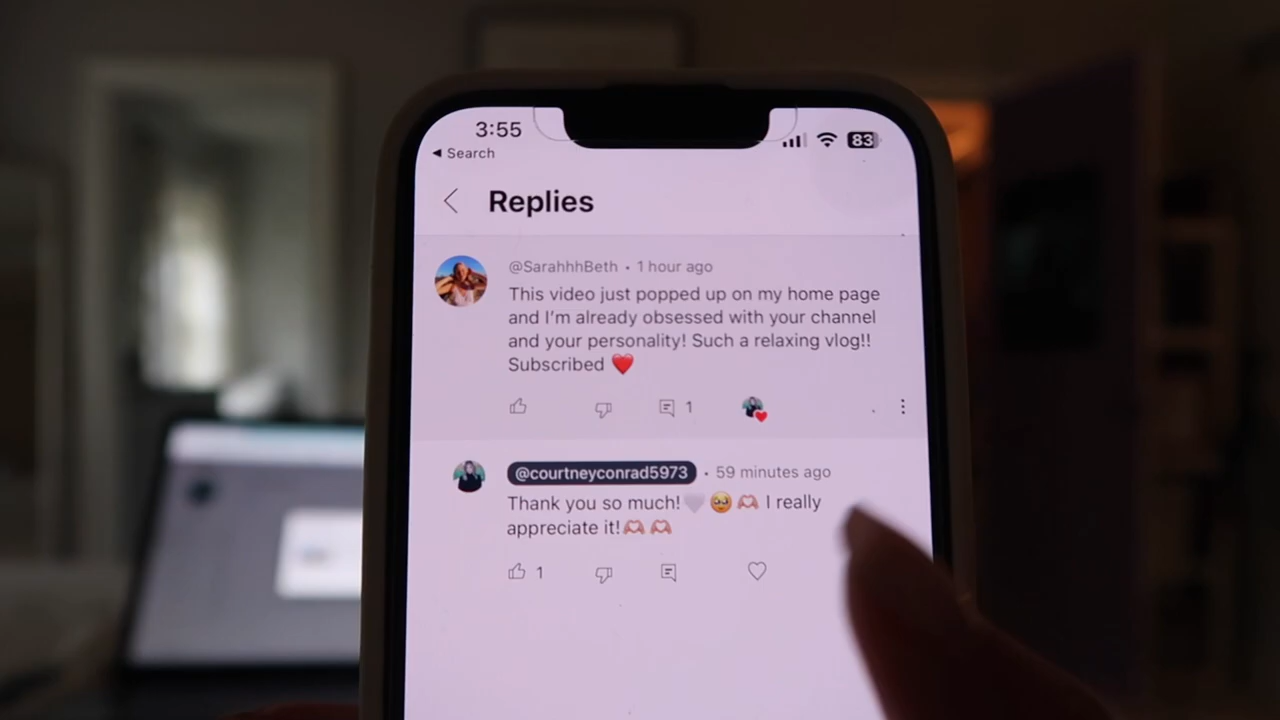 3:55
83
Search
Replies
@SarahhhBeth • 1 hour ago
This video just popped up on my home page
and I'm already obsessed with your channel
and your personality! Such a relaxing vlog!!
Subscribed ❤️
1
@courtneyconrad5973 • 59 minutes ago
Thank you so much!🤍🥹🫶🏼 I really
appreciate it!🫶🏼🫶🏼
1